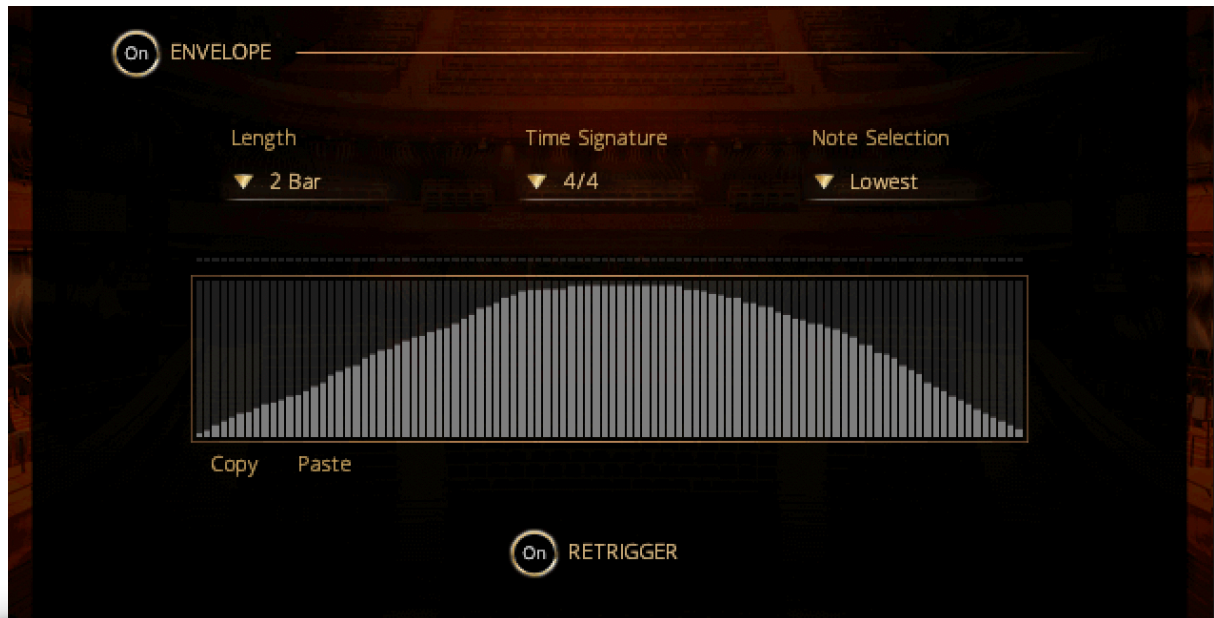 On ENVELOPE
Length Time Signature Note Selection
2 Bar 4/4 Lowest
Copy Paste
On RETRIGGER